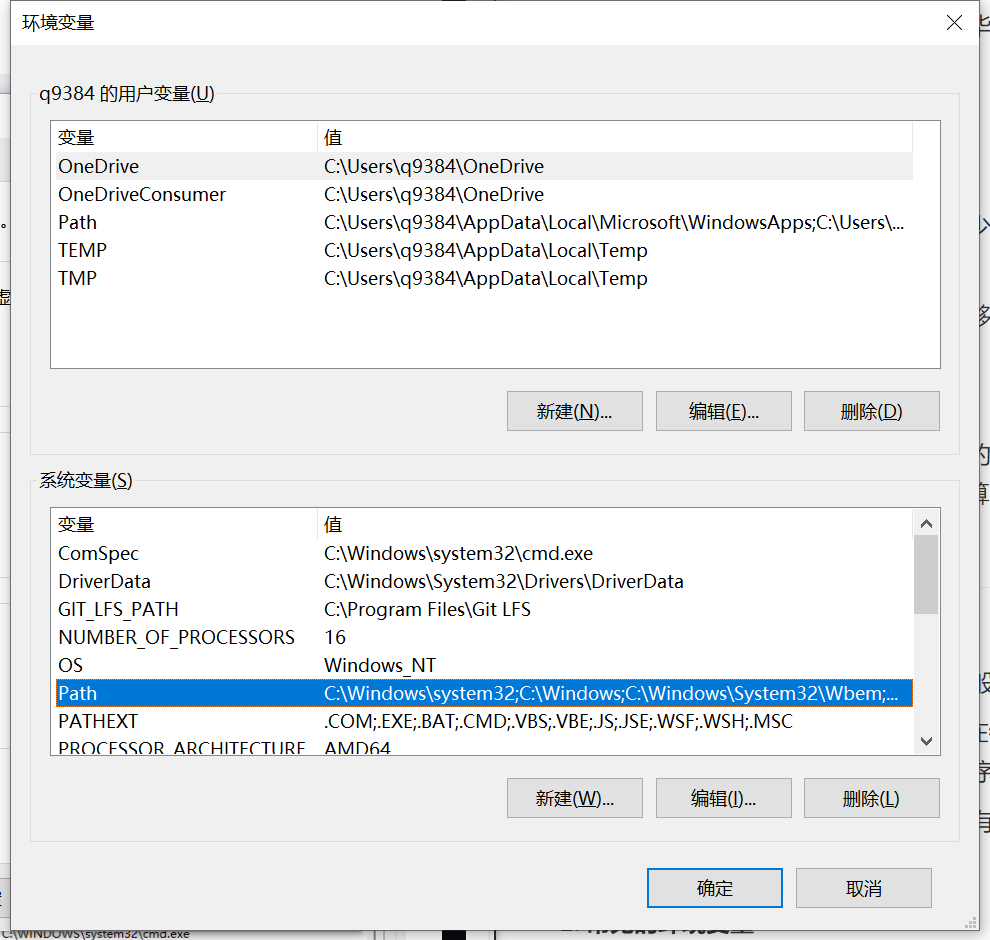 环境变量
q9384 的用户变量(U)
变量 值
OneDrive C:\Users\q9384\OneDrive
OneDriveConsumer C:\Users\q9384\OneDrive
Path C:\Users\q9384\AppData\Local\Microsoft\WindowsApps;C:\Users\...
TEMP C:\Users\q9384\AppData\Local\Temp
TMP C:\Users\q9384\AppData\Local\Temp
新建(N)... 编辑(E)... 删除(D)
系统变量(S)
变量 值
ComSpec C:\Windows\system32\cmd.exe
DriverData C:\Windows\System32\Drivers\DriverData
GIT_LFS_PATH C:\Program Files\Git LFS
NUMBER_OF_PROCESSORS 16
OS Windows_NT
Path C:\Windows\system32;C:\Windows;C:\Windows\System32\Wbem;...
PATHEXT .COM;.EXE;.BAT;.CMD;.VBS;.VBE;.JS;.JSE;.WSF;.WSH;.MSC
PROCESSOR_ARCHITECTURE AMD64
新建(W)... 编辑(I)... 删除(L)
确定 取消
C:\WINDOWS\system32\cmd.exe